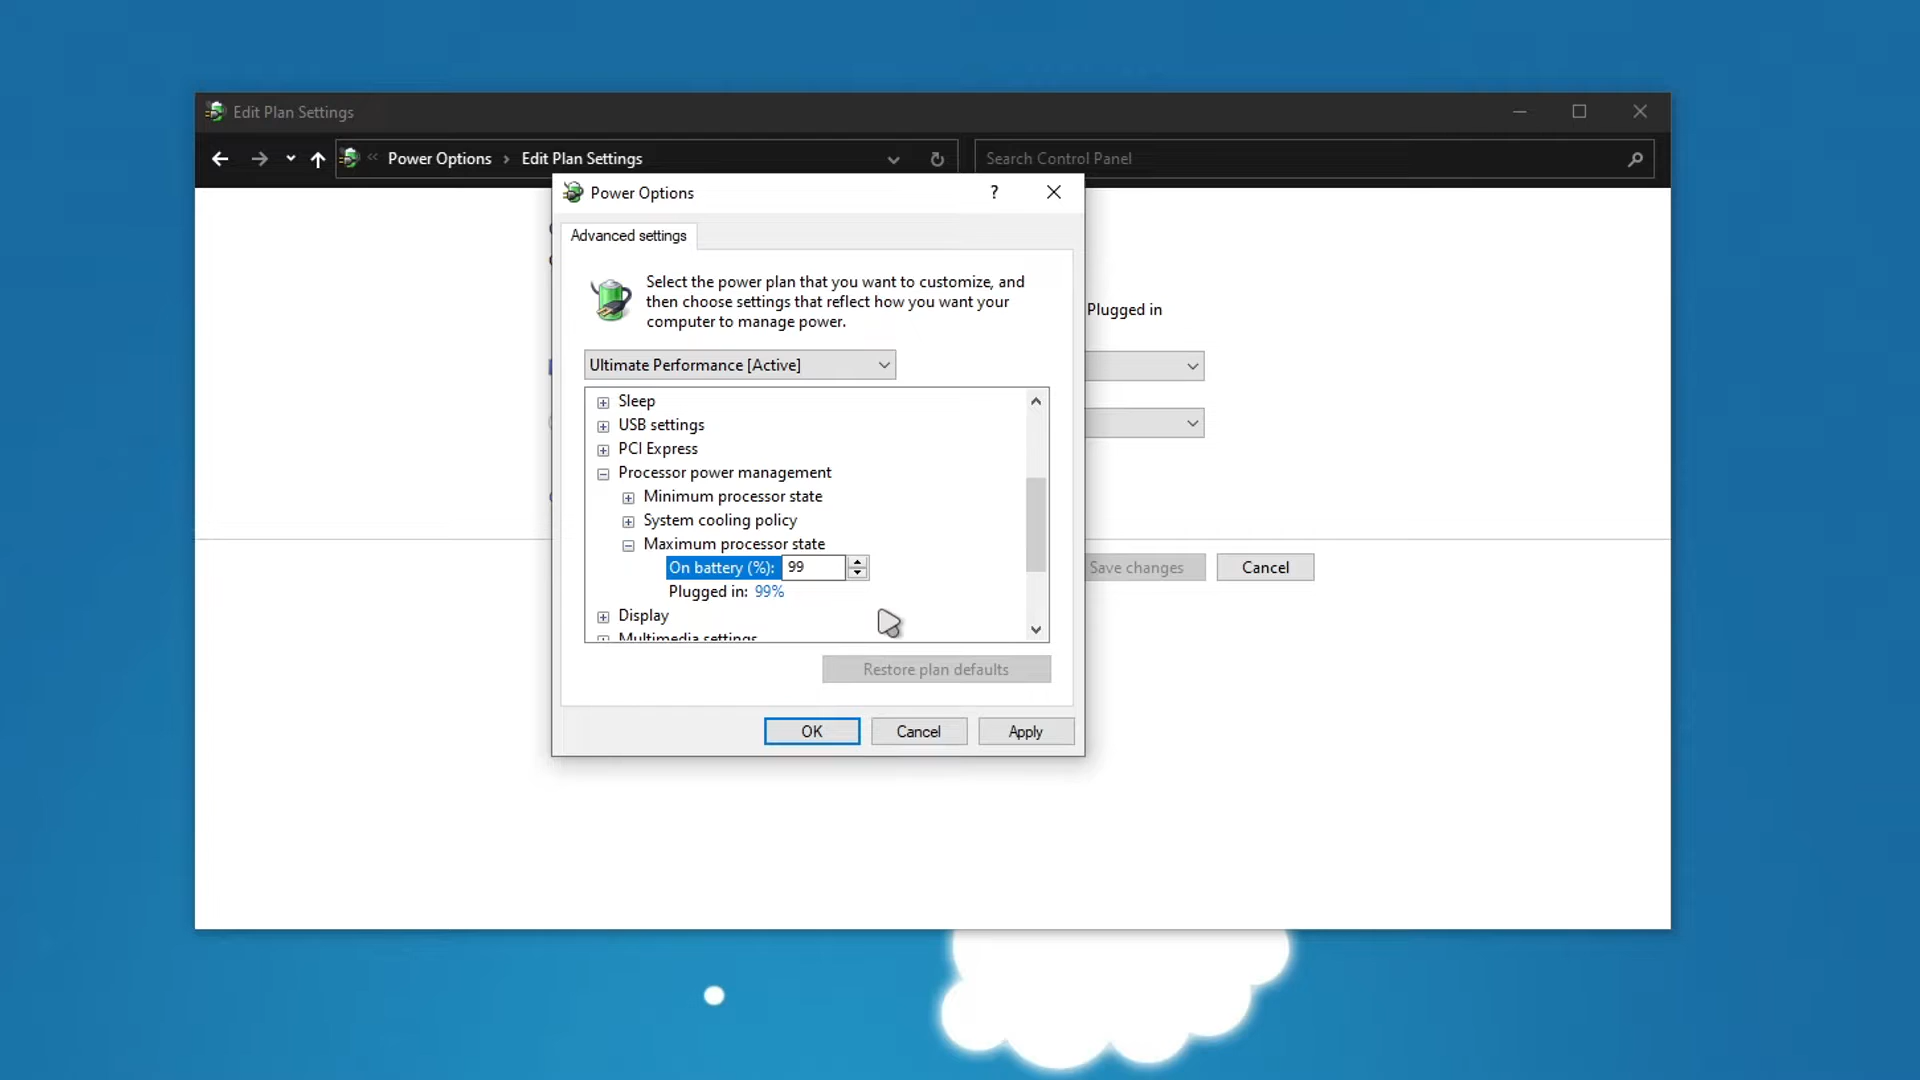 Edit Plan Settings
« Power Options › Edit Plan Settings
Search Control Panel
Power Options
?
Advanced settings
Select the power plan that you want to customize, and
then choose settings that reflect how you want your
computer to manage power.
Plugged in
Ultimate Performance [Active]
Sleep
USB settings
PCI Express
Processor power management
Minimum processor state
System cooling policy
Maximum processor state
On battery (%): 99
Plugged in: 99%
Display
Multimedia settings
Save changes
Cancel
Restore plan defaults
OK
Cancel
Apply